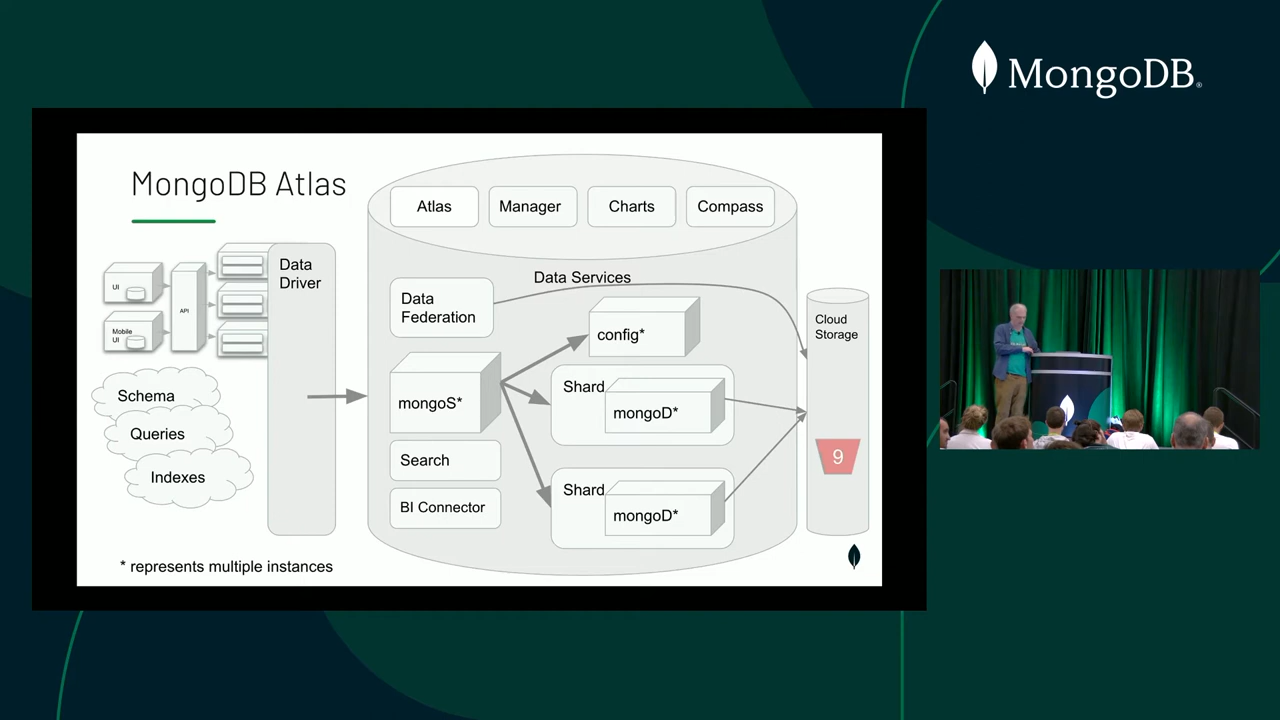 MongoDB®
MongoDB Atlas
Atlas
Manager
Charts
Compass
Data Services
Data
Driver
UI
API
Mobile
UI
Schema
Queries
Indexes
Data
Federation
config*
mongoS*
Shard
mongoD*
Search
BI Connector
Shard
mongoD*
Cloud
Storage
9
* represents multiple instances